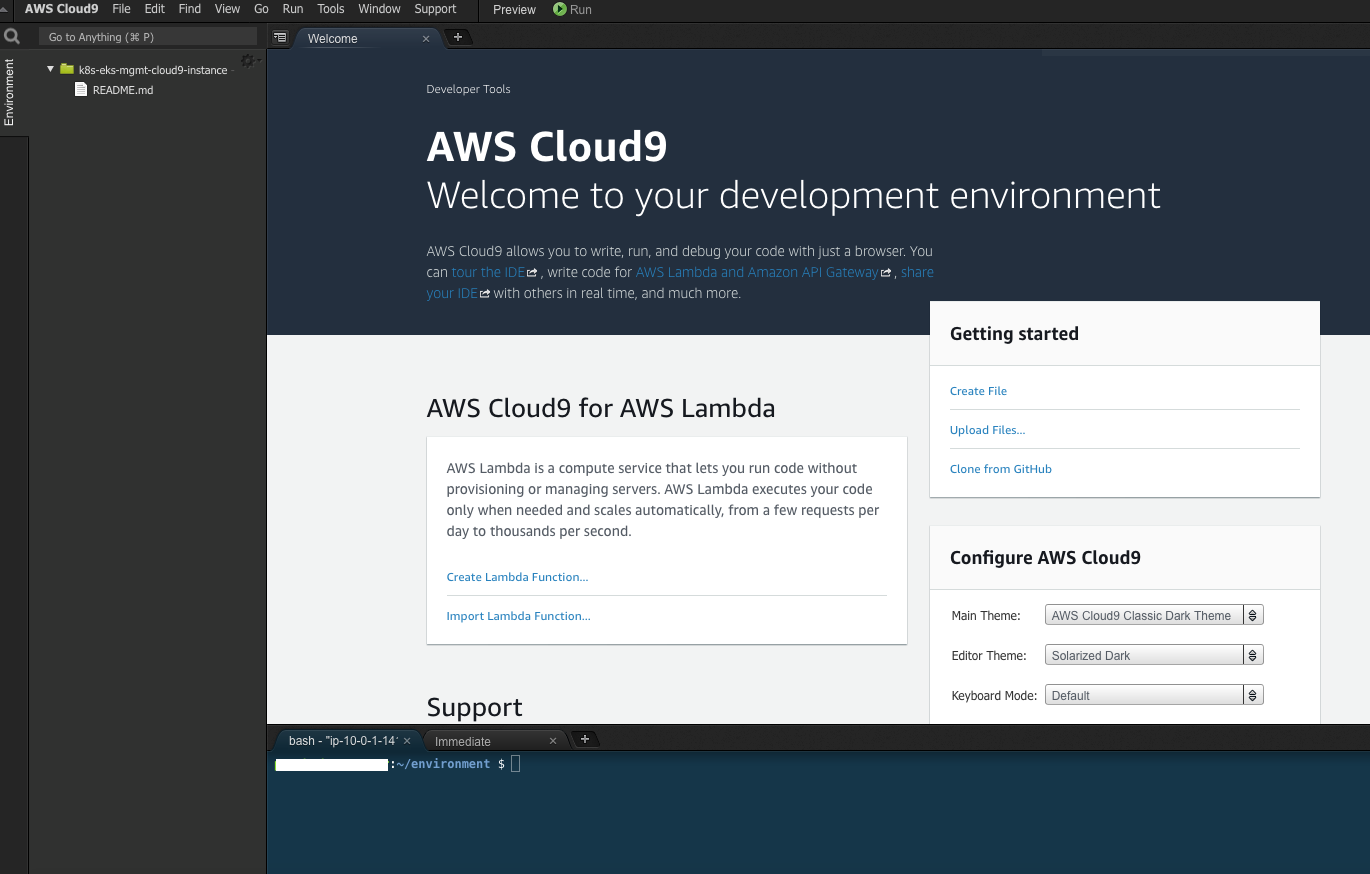 AWS Cloud9 File Edit Find View Go Run Tools Window Support Preview Run
Go to Anything (⌘ P)
Welcome
Environment
k8s-eks-mgmt-cloud9-instance -
README.md
Developer Tools
AWS Cloud9
Welcome to your development environment
AWS Cloud9 allows you to write, run, and debug your code with just a browser. You
can tour the IDE , write code for AWS Lambda and Amazon API Gateway , share
your IDE with others in real time, and much more.
Getting started
Create File
Upload Files...
Clone from GitHub
AWS Cloud9 for AWS Lambda
AWS Lambda is a compute service that lets you run code without
provisioning or managing servers. AWS Lambda executes your code
only when needed and scales automatically, from a few requests per
day to thousands per second.
Create Lambda Function...
Import Lambda Function...
Configure AWS Cloud9
Main Theme: AWS Cloud9 Classic Dark Theme
Editor Theme: Solarized Dark
Keyboard Mode: Default
Support
bash - "ip-10-0-1-14
Immediate
:~/environment $